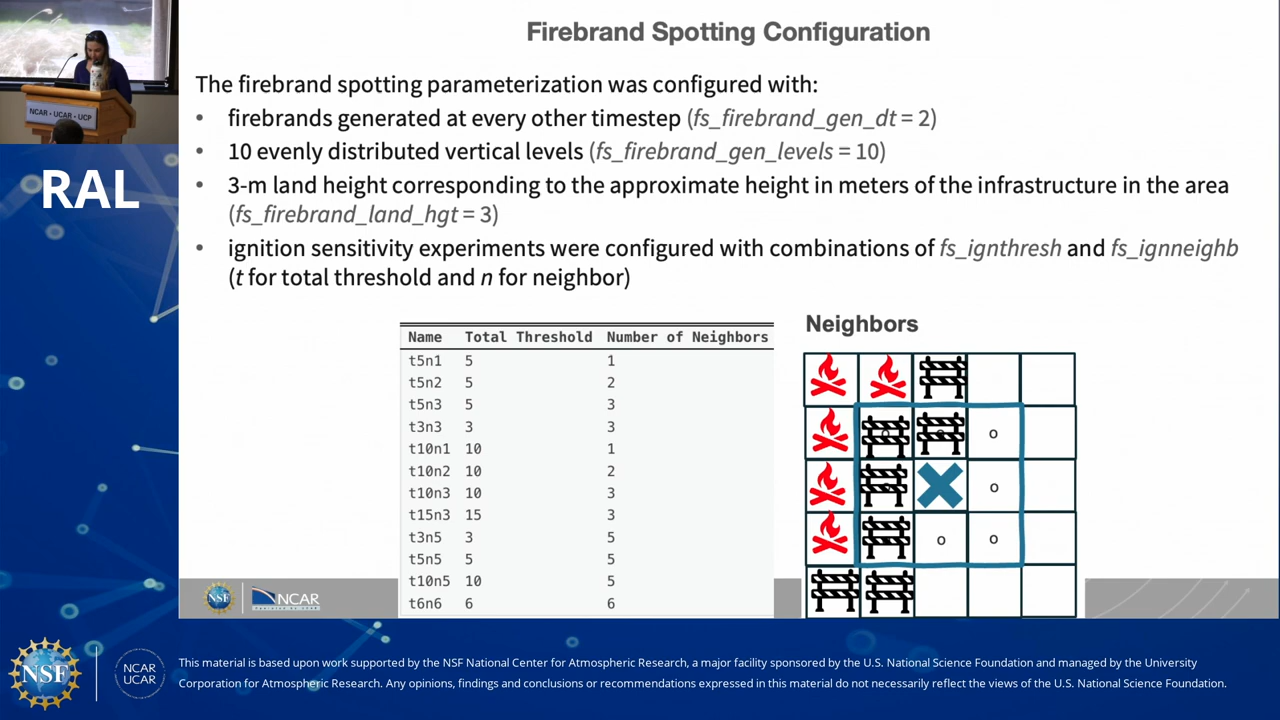 Firebrand Spotting Configuration
The firebrand spotting parameterization was configured with:
• firebrands generated at every other timestep (fs_firebrand_gen_dt = 2)
• 10 evenly distributed vertical levels (fs_firebrand_gen_levels = 10)
• 3-m land height corresponding to the approximate height in meters of the infrastructure in the area
(fs_firebrand_land_hgt = 3)
• ignition sensitivity experiments were configured with combinations of fs_ignthresh and fs_ignneighb
(t for total threshold and n for neighbor)
NCAR • UCAR • UCP
RAL
Name Total Threshold Number of Neighbors
t5n1 5 1
t5n2 5 2
t5n3 5 3
t3n3 3 3
t10n1 10 1
t10n2 10 2
t10n3 10 3
t15n3 15 3
t3n5 3 5
t5n5 5 5
t10n5 10 5
t6n6 6 6
Neighbors
o
o
o o
NSF NCAR
NSF
NCAR
UCAR
This material is based upon work supported by the NSF National Center for Atmospheric Research, a major facility sponsored by the U.S. National Science Foundation and managed by the University
Corporation for Atmospheric Research. Any opinions, findings and conclusions or recommendations expressed in this material do not necessarily reflect the views of the U.S. National Science Foundation.